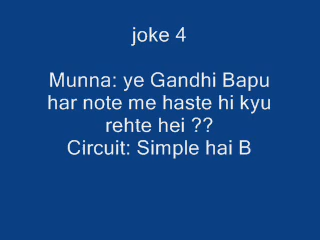 joke 4
Munna: ye Gandhi Bapu
har note me haste hi kyu
rehte hei ??
Circuit: Simple hai B